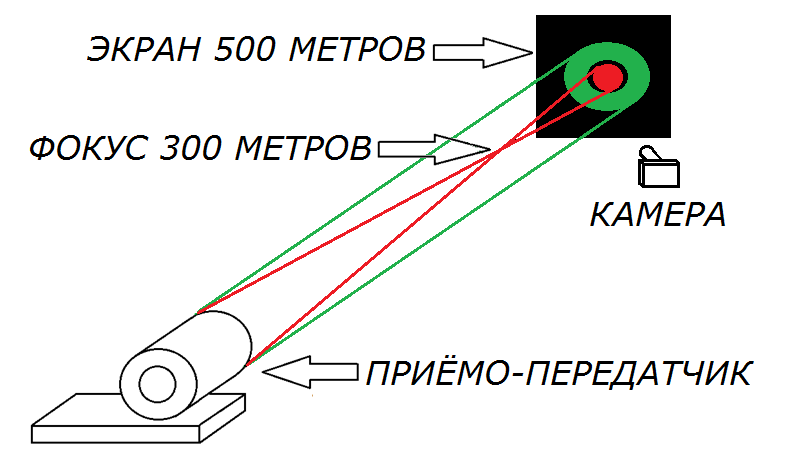 ЭКРАН 500 МЕТРОВ
ФОКУС 300 МЕТРОВ
КАМЕРА
ПРИЁМО-ПЕРЕДАТЧИК